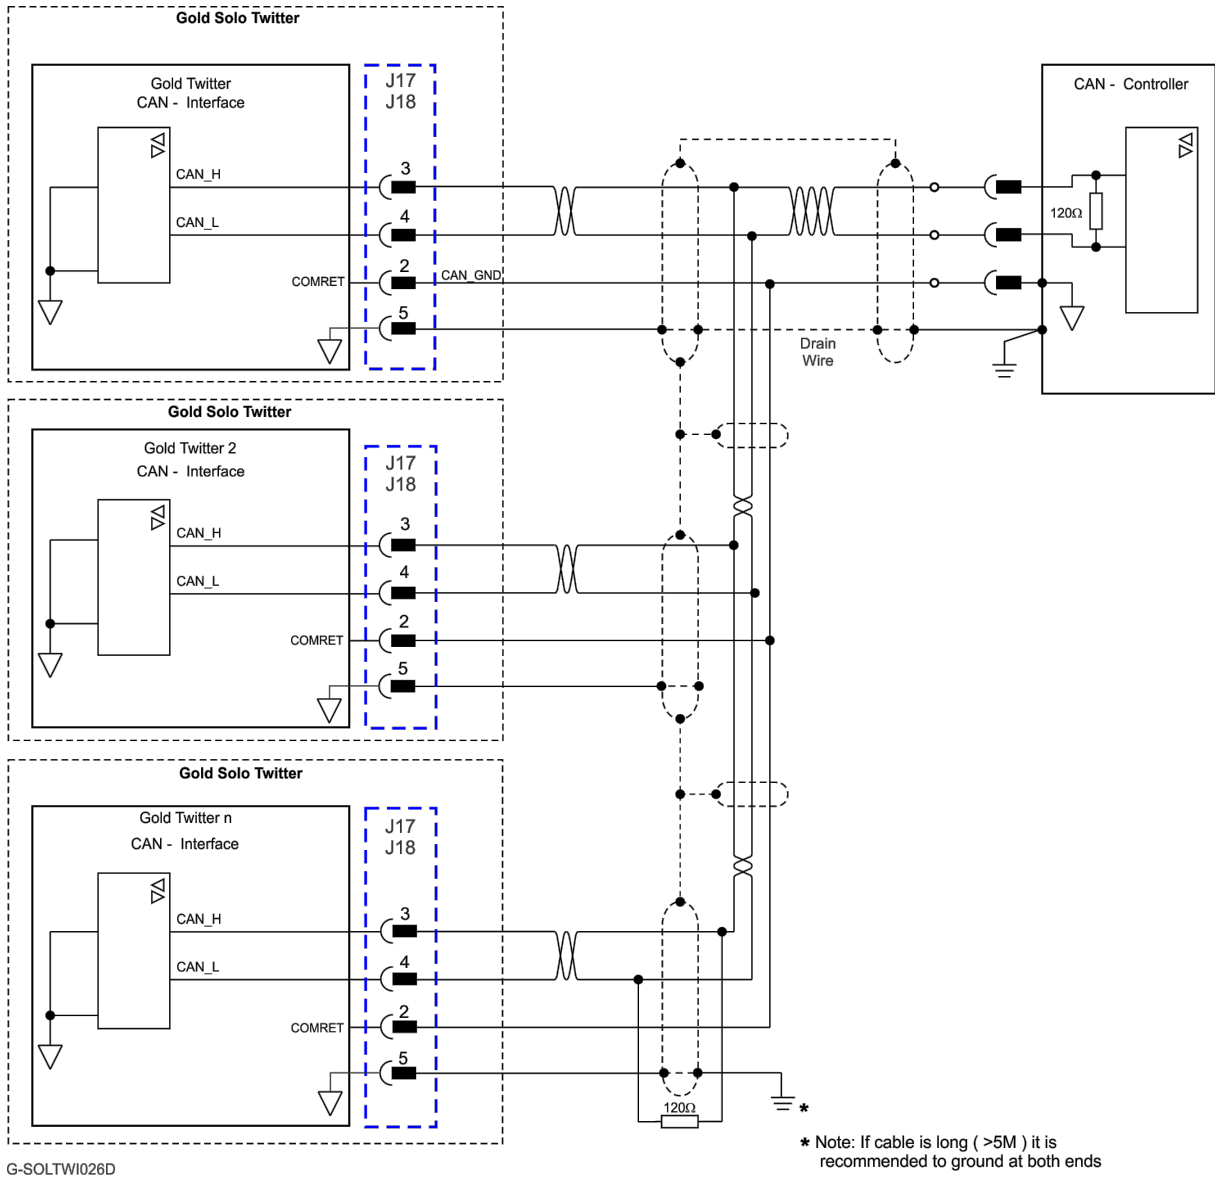 Gold Solo Twitter
Gold Twitter
CAN - Interface
J17
J18
CAN - Controller
CAN_H
3
CAN_L
4
120Ω
COMRET
2
CAN_GND
5
Drain
Wire
Gold Solo Twitter
Gold Twitter 2
CAN - Interface
J17
J18
CAN_H
3
CAN_L
4
COMRET
2
5
Gold Solo Twitter
Gold Twitter n
CAN - Interface
J17
J18
CAN_H
3
CAN_L
4
COMRET
2
5
120Ω
*
* Note: If cable is long ( >5M ) it is
recommended to ground at both ends
G-SOLTWI026D